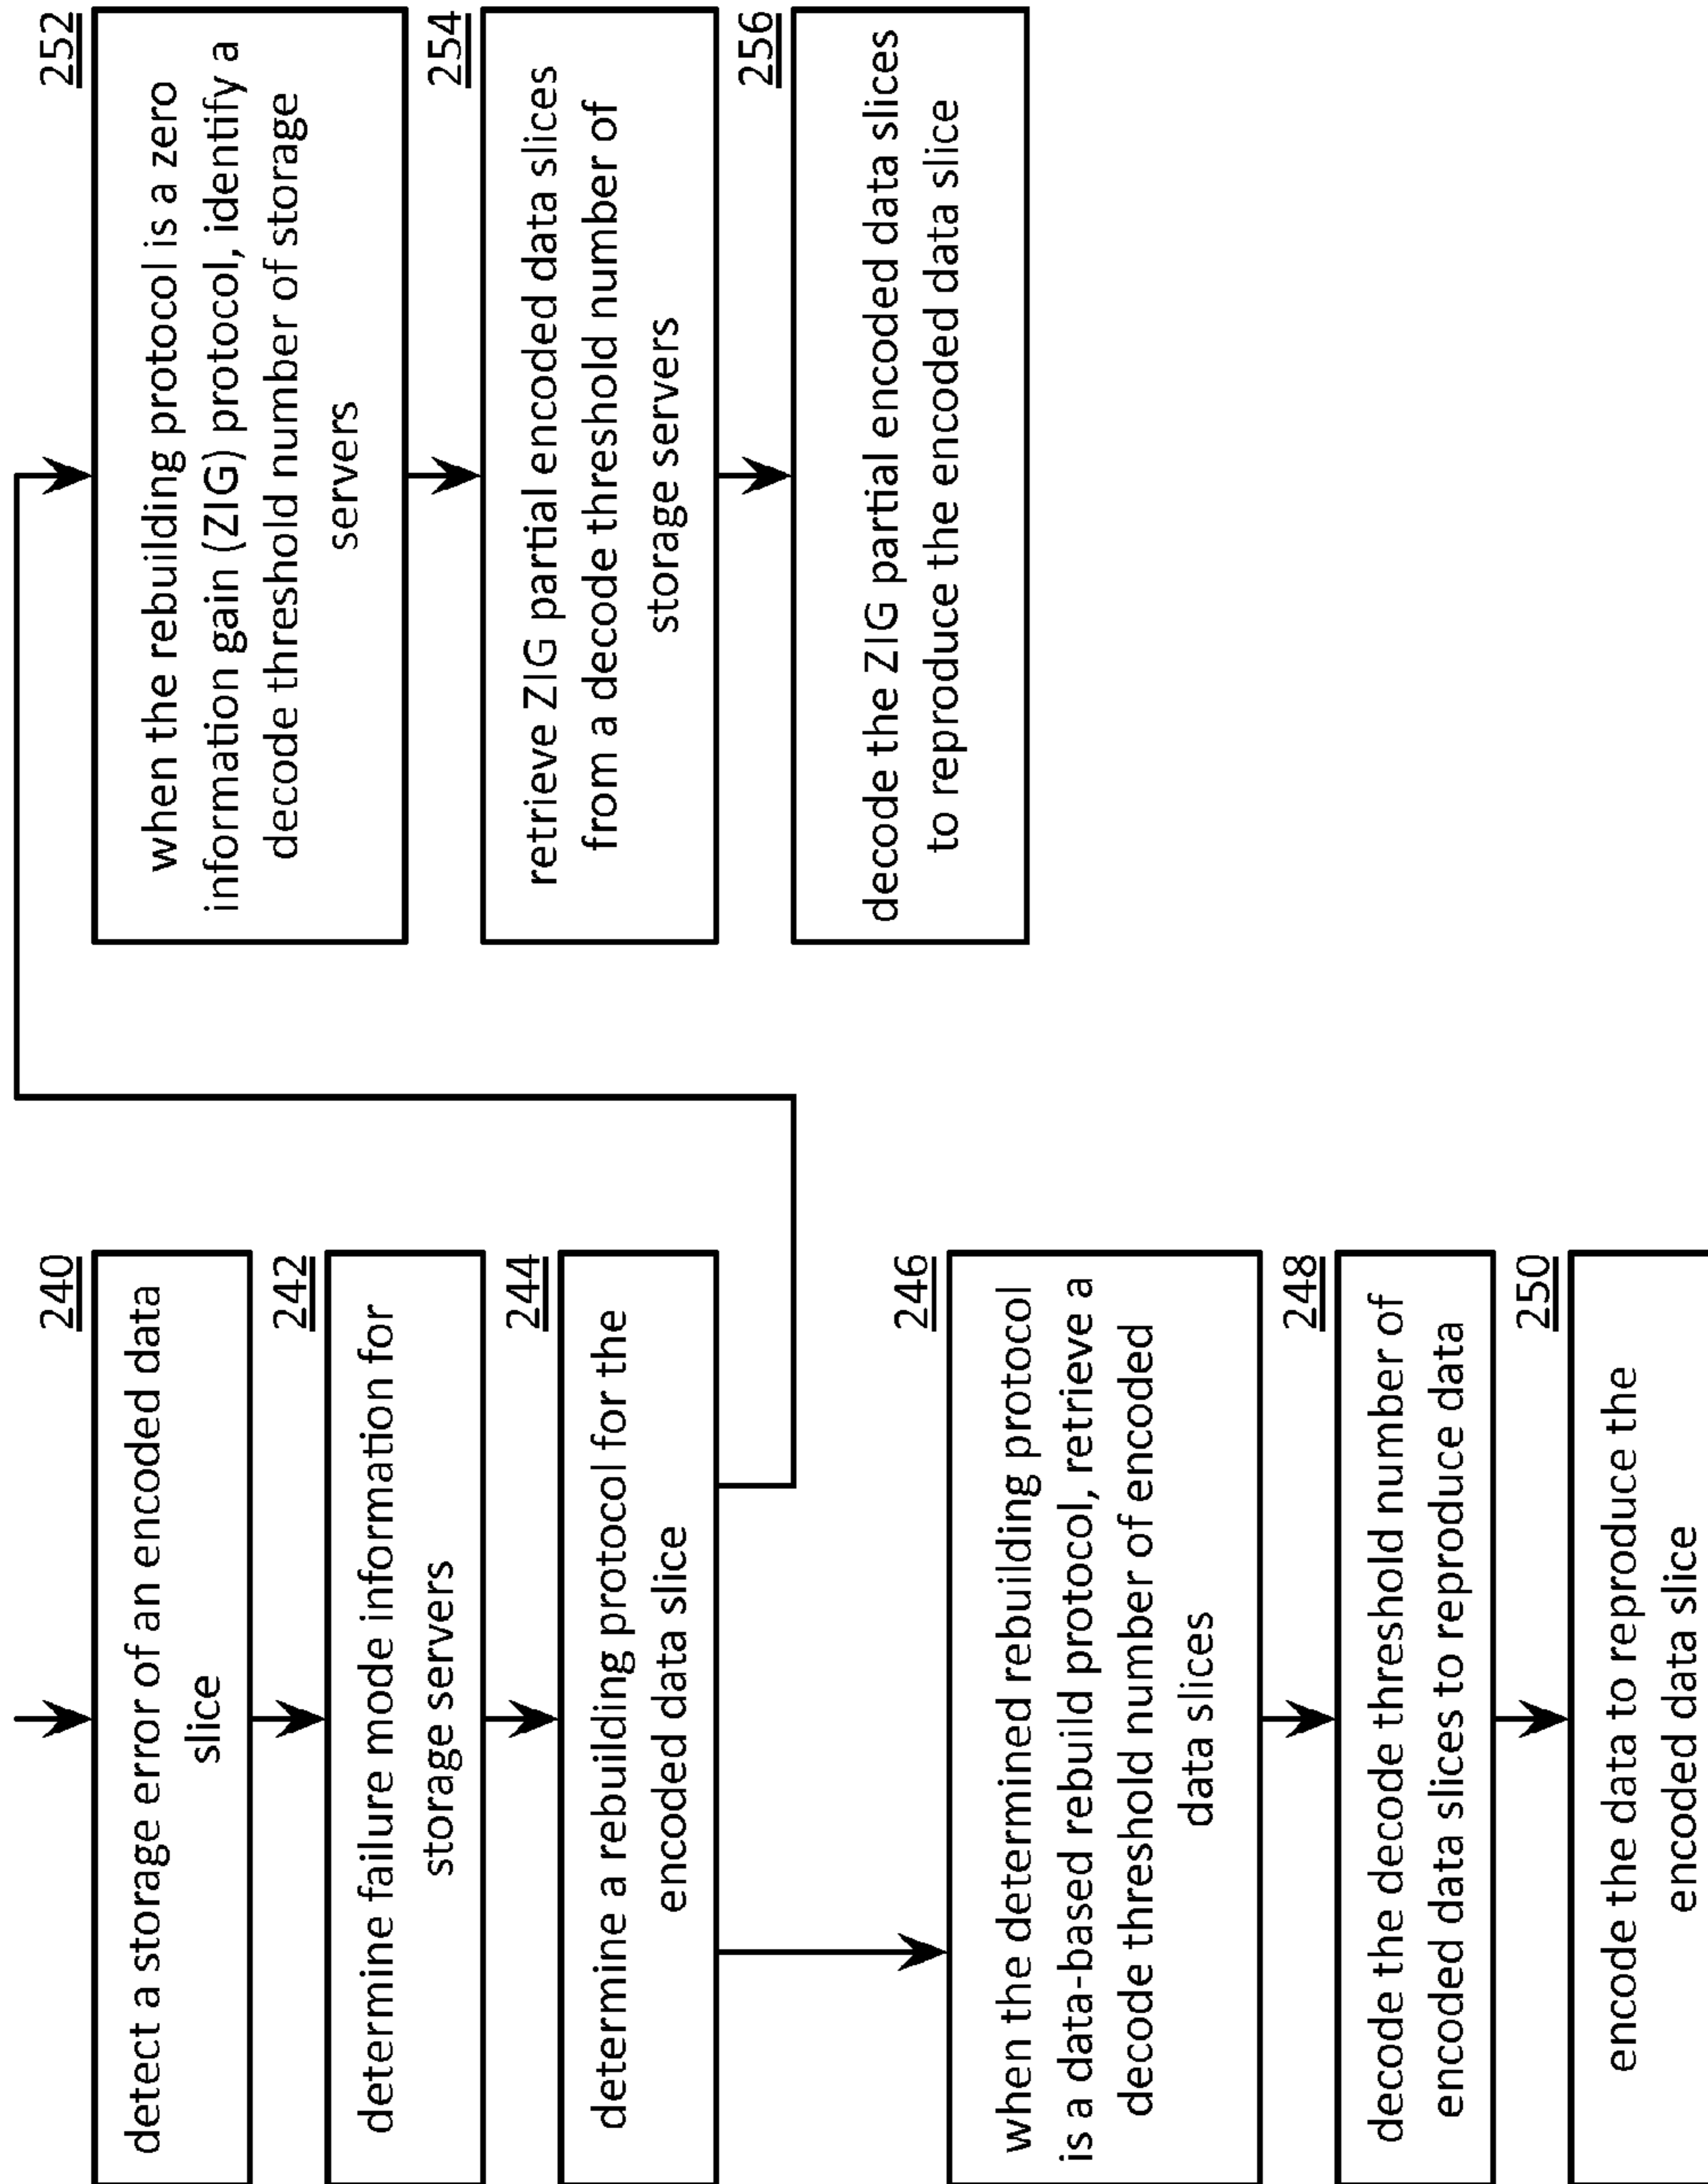 240
detect a storage error of an encoded data
slice
242
determine failure mode information for
storage servers
244
determine a rebuilding protocol for the
encoded data slice
246
when the determined rebuilding protocol
is a data-based rebuild protocol, retrieve a
decode threshold number of encoded
data slices
248
decode the decode threshold number of
encoded data slices to reproduce data
250
encode the data to reproduce the
encoded data slice
252
when the rebuilding protocol is a zero
information gain (ZIG) protocol, identify a
decode threshold number of storage
servers
254
retrieve ZIG partial encoded data slices
from a decode threshold number of
storage servers
256
decode the ZIG partial encoded data slices
to reproduce the encoded data slice